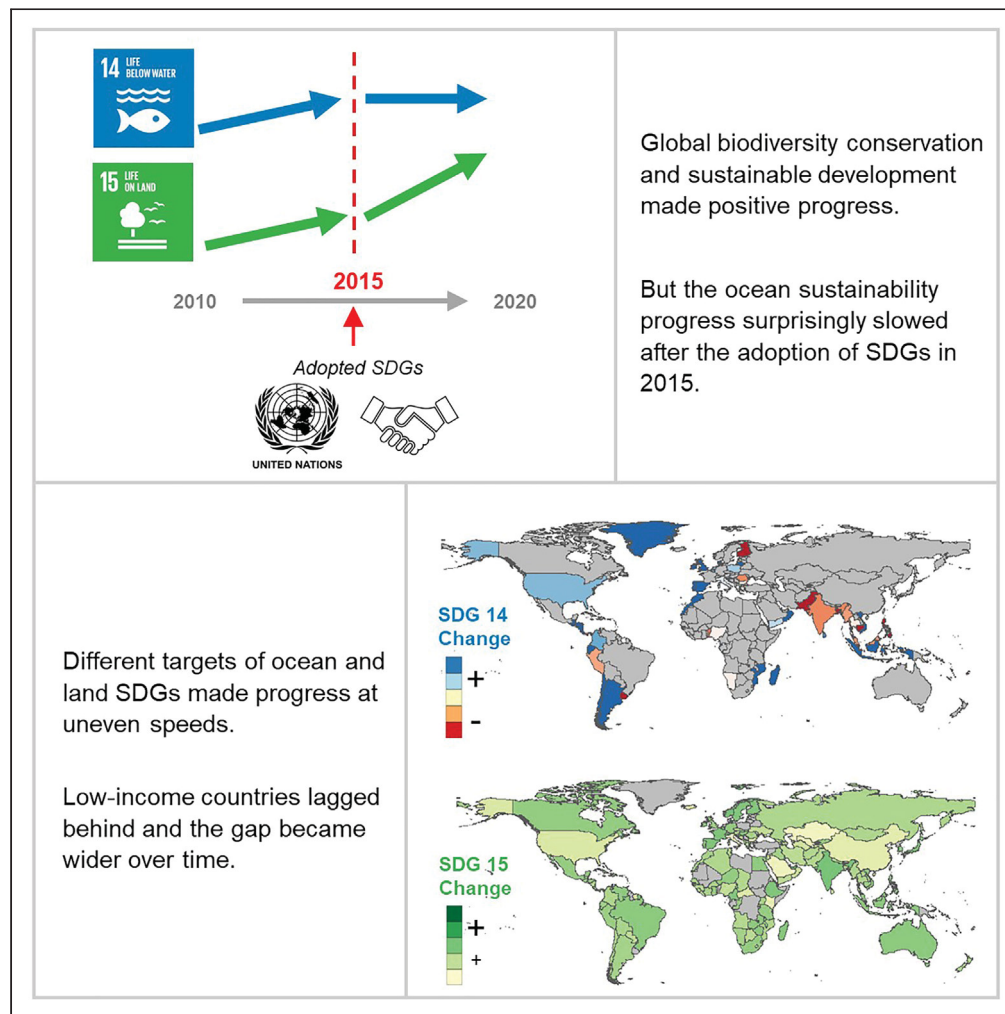 14 LIFE
BELOW WATER
15 LIFE
ON LAND
2015
2010
2020
Adopted SDGs
UNITED NATIONS
Global biodiversity conservation
and sustainable development
made positive progress.
But the ocean sustainability
progress surprisingly slowed
after the adoption of SDGs in
2015.
Different targets of ocean and
land SDGs made progress at
uneven speeds.
Low-income countries lagged
behind and the gap became
wider over time.
SDG 14
Change
+
-
SDG 15
Change
+
+